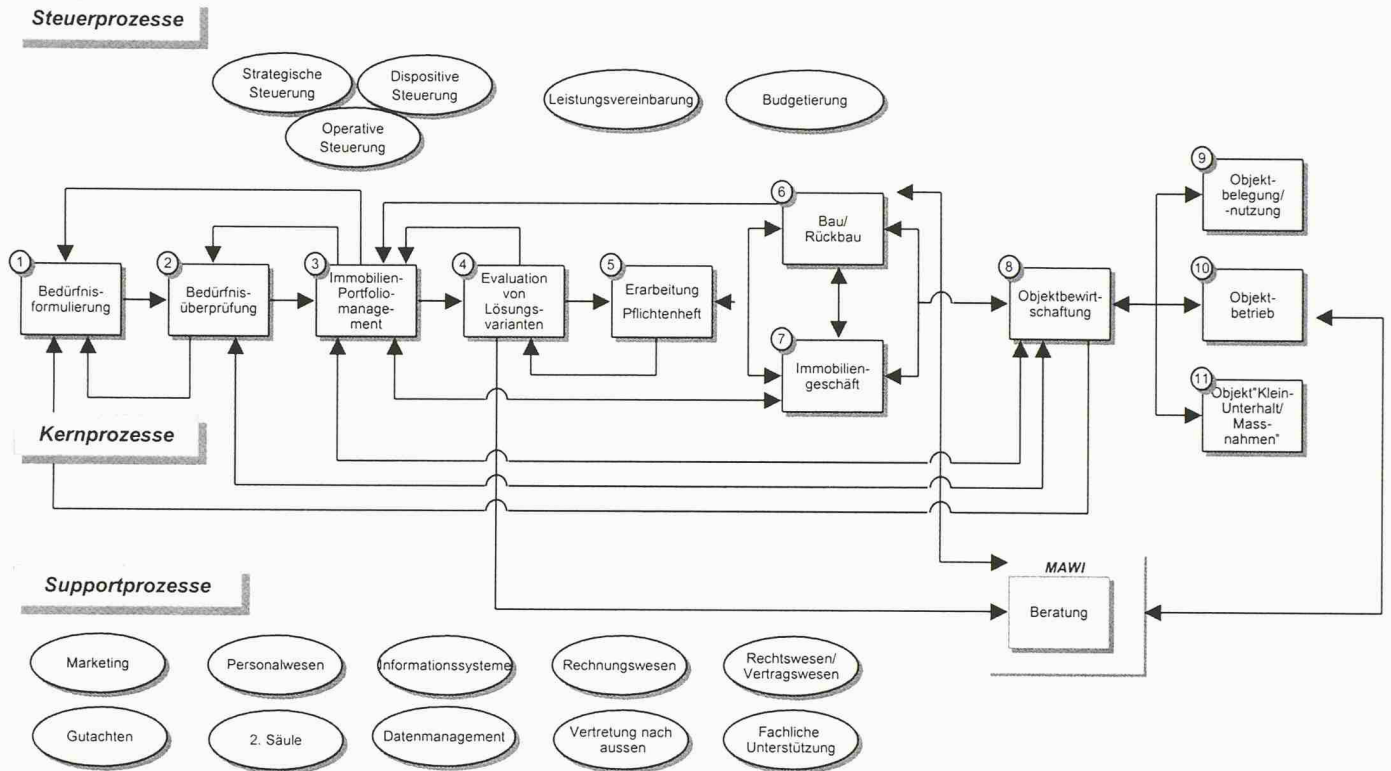 Steuerprozesse
Strategische
Steuerung
Dispositive
Steuerung
Operative
Steuerung
Leistungsvereinbarung
Budgetierung
1
Bedürfnis-
formulierung
2
Bedürfnis-
überprüfung
3
Immobilien-
Portfolio-
manage-
ment
4
Evaluation
von
Lösungs-
varianten
5
Erarbeitung
Pflichtenheft
6
Bau/
Rückbau
7
Immobilien-
geschäft
8
Objektbewirt-
schaftung
9
Objekt-
belegung/
-nutzung
10
Objekt-
betrieb
11
Objekt"Klein-
Unterhalt/
Mass-
nahmen"
Kernprozesse
Supportprozesse
MAWI
Beratung
Marketing
Personalwesen
Informationssysteme
Rechnungswesen
Rechtswesen/
Vertragswesen
Gutachten
2. Säule
Datenmanagement
Vertretung nach
aussen
Fachliche
Unterstützung